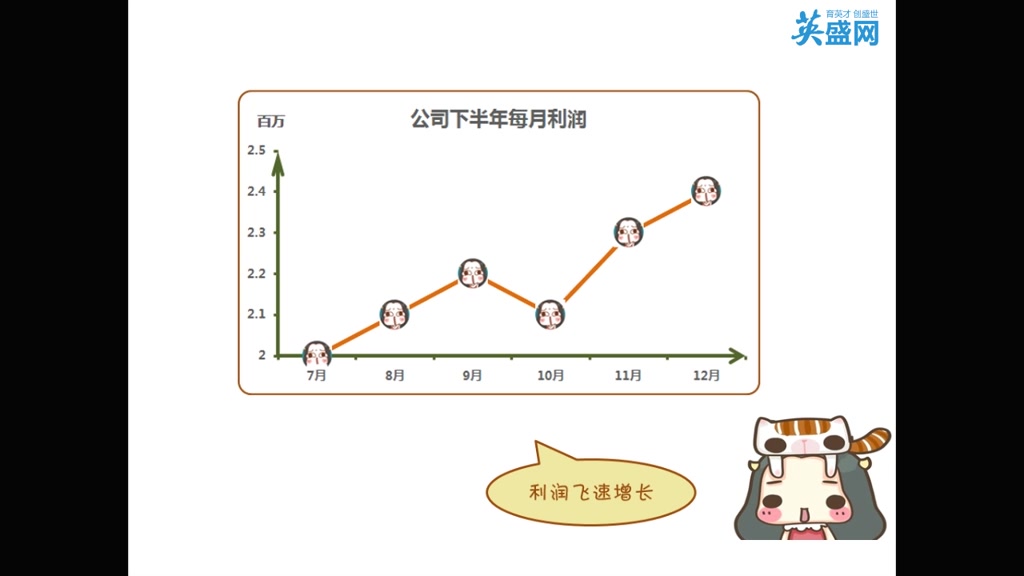 育英才 创盛世
英盛网
公司下半年每月利润
百万
2.5
2.4
2.3
2.2
2.1
2
7月 8月 9月 10月 11月 12月
利润飞速增长